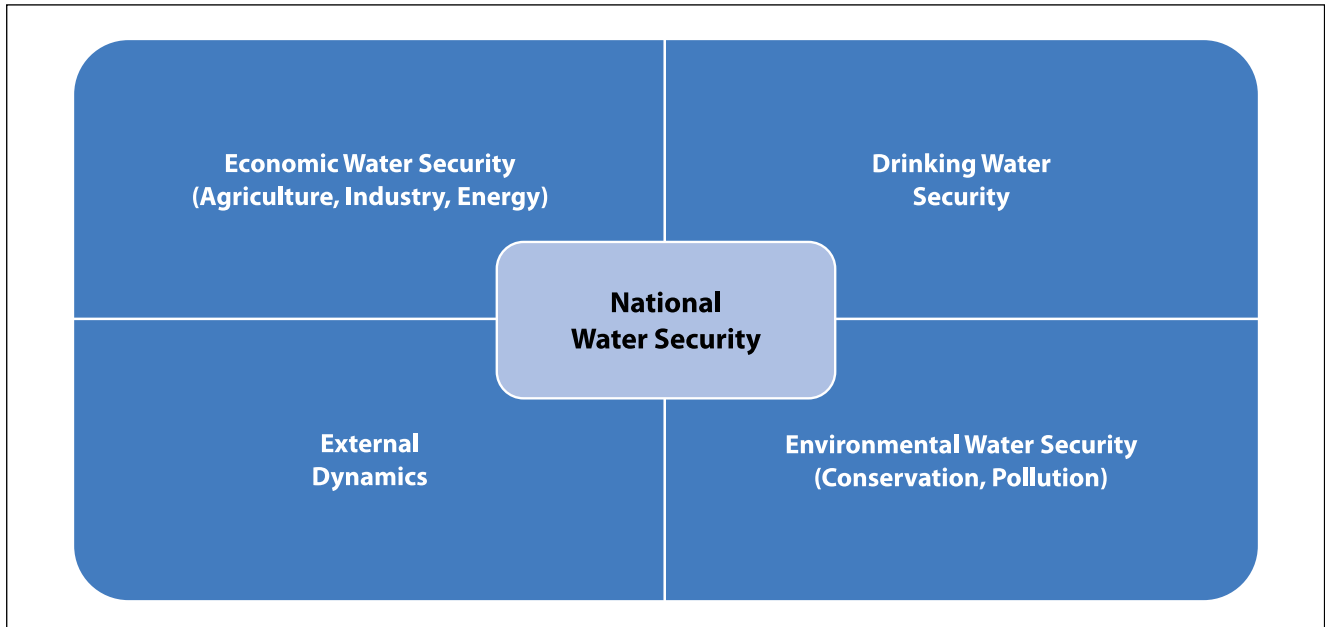 Economic Water Security
(Agriculture, Industry, Energy)
Drinking Water
Security
National
Water Security
External
Dynamics
Environmental Water Security
(Conservation, Pollution)